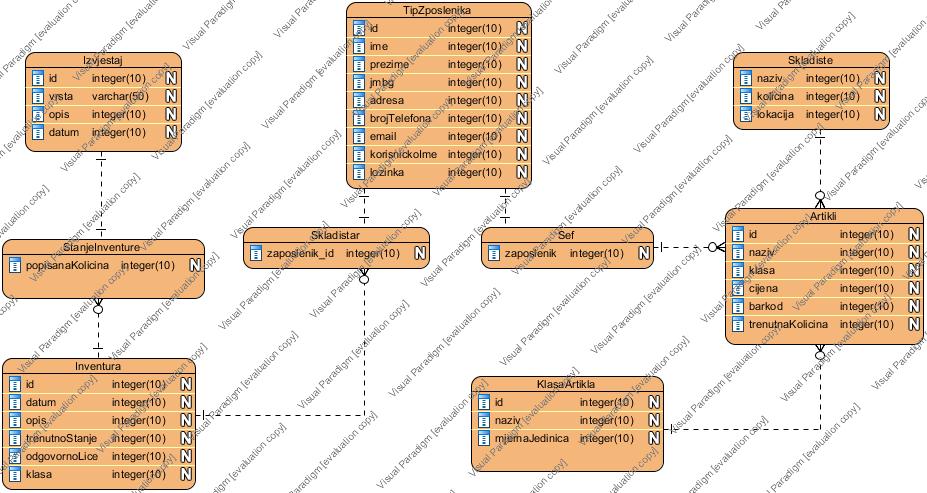 TipZposlenika
id integer(10) N
ime integer(10) N
prezime integer(10) N
jmbg integer(10) N
adresa integer(10) N
brojTelefona integer(10) N
email integer(10) N
korisnickoIme integer(10) N
lozinka integer(10) N
Izvjestaj
id integer(10) N
vrsta varchar(50) N
opis integer(10) N
datum integer(10) N
Skladiste
naziv integer(10) N
kolicina integer(10) N
lokacija integer(10) N
StanjeInventure
popisanaKolicina integer(10) N
Skladistar
zaposlenik_id integer(10) N
Sef
zaposlenik integer(10) N
Artikli
id integer(10) N
naziv integer(10) N
klasa integer(10) N
cijena integer(10) N
barkod integer(10) N
trenutnaKolicina integer(10) N
Inventura
id integer(10) N
datum integer(10) N
opis integer(10) N
trenutnoStanje integer(10) N
odgovornoLice integer(10) N
klasa integer(10) N
KlasaArtikla
id integer(10) N
naziv integer(10) N
mjernaJedinica integer(10) N
Visual Paradigm [evaluation copy]